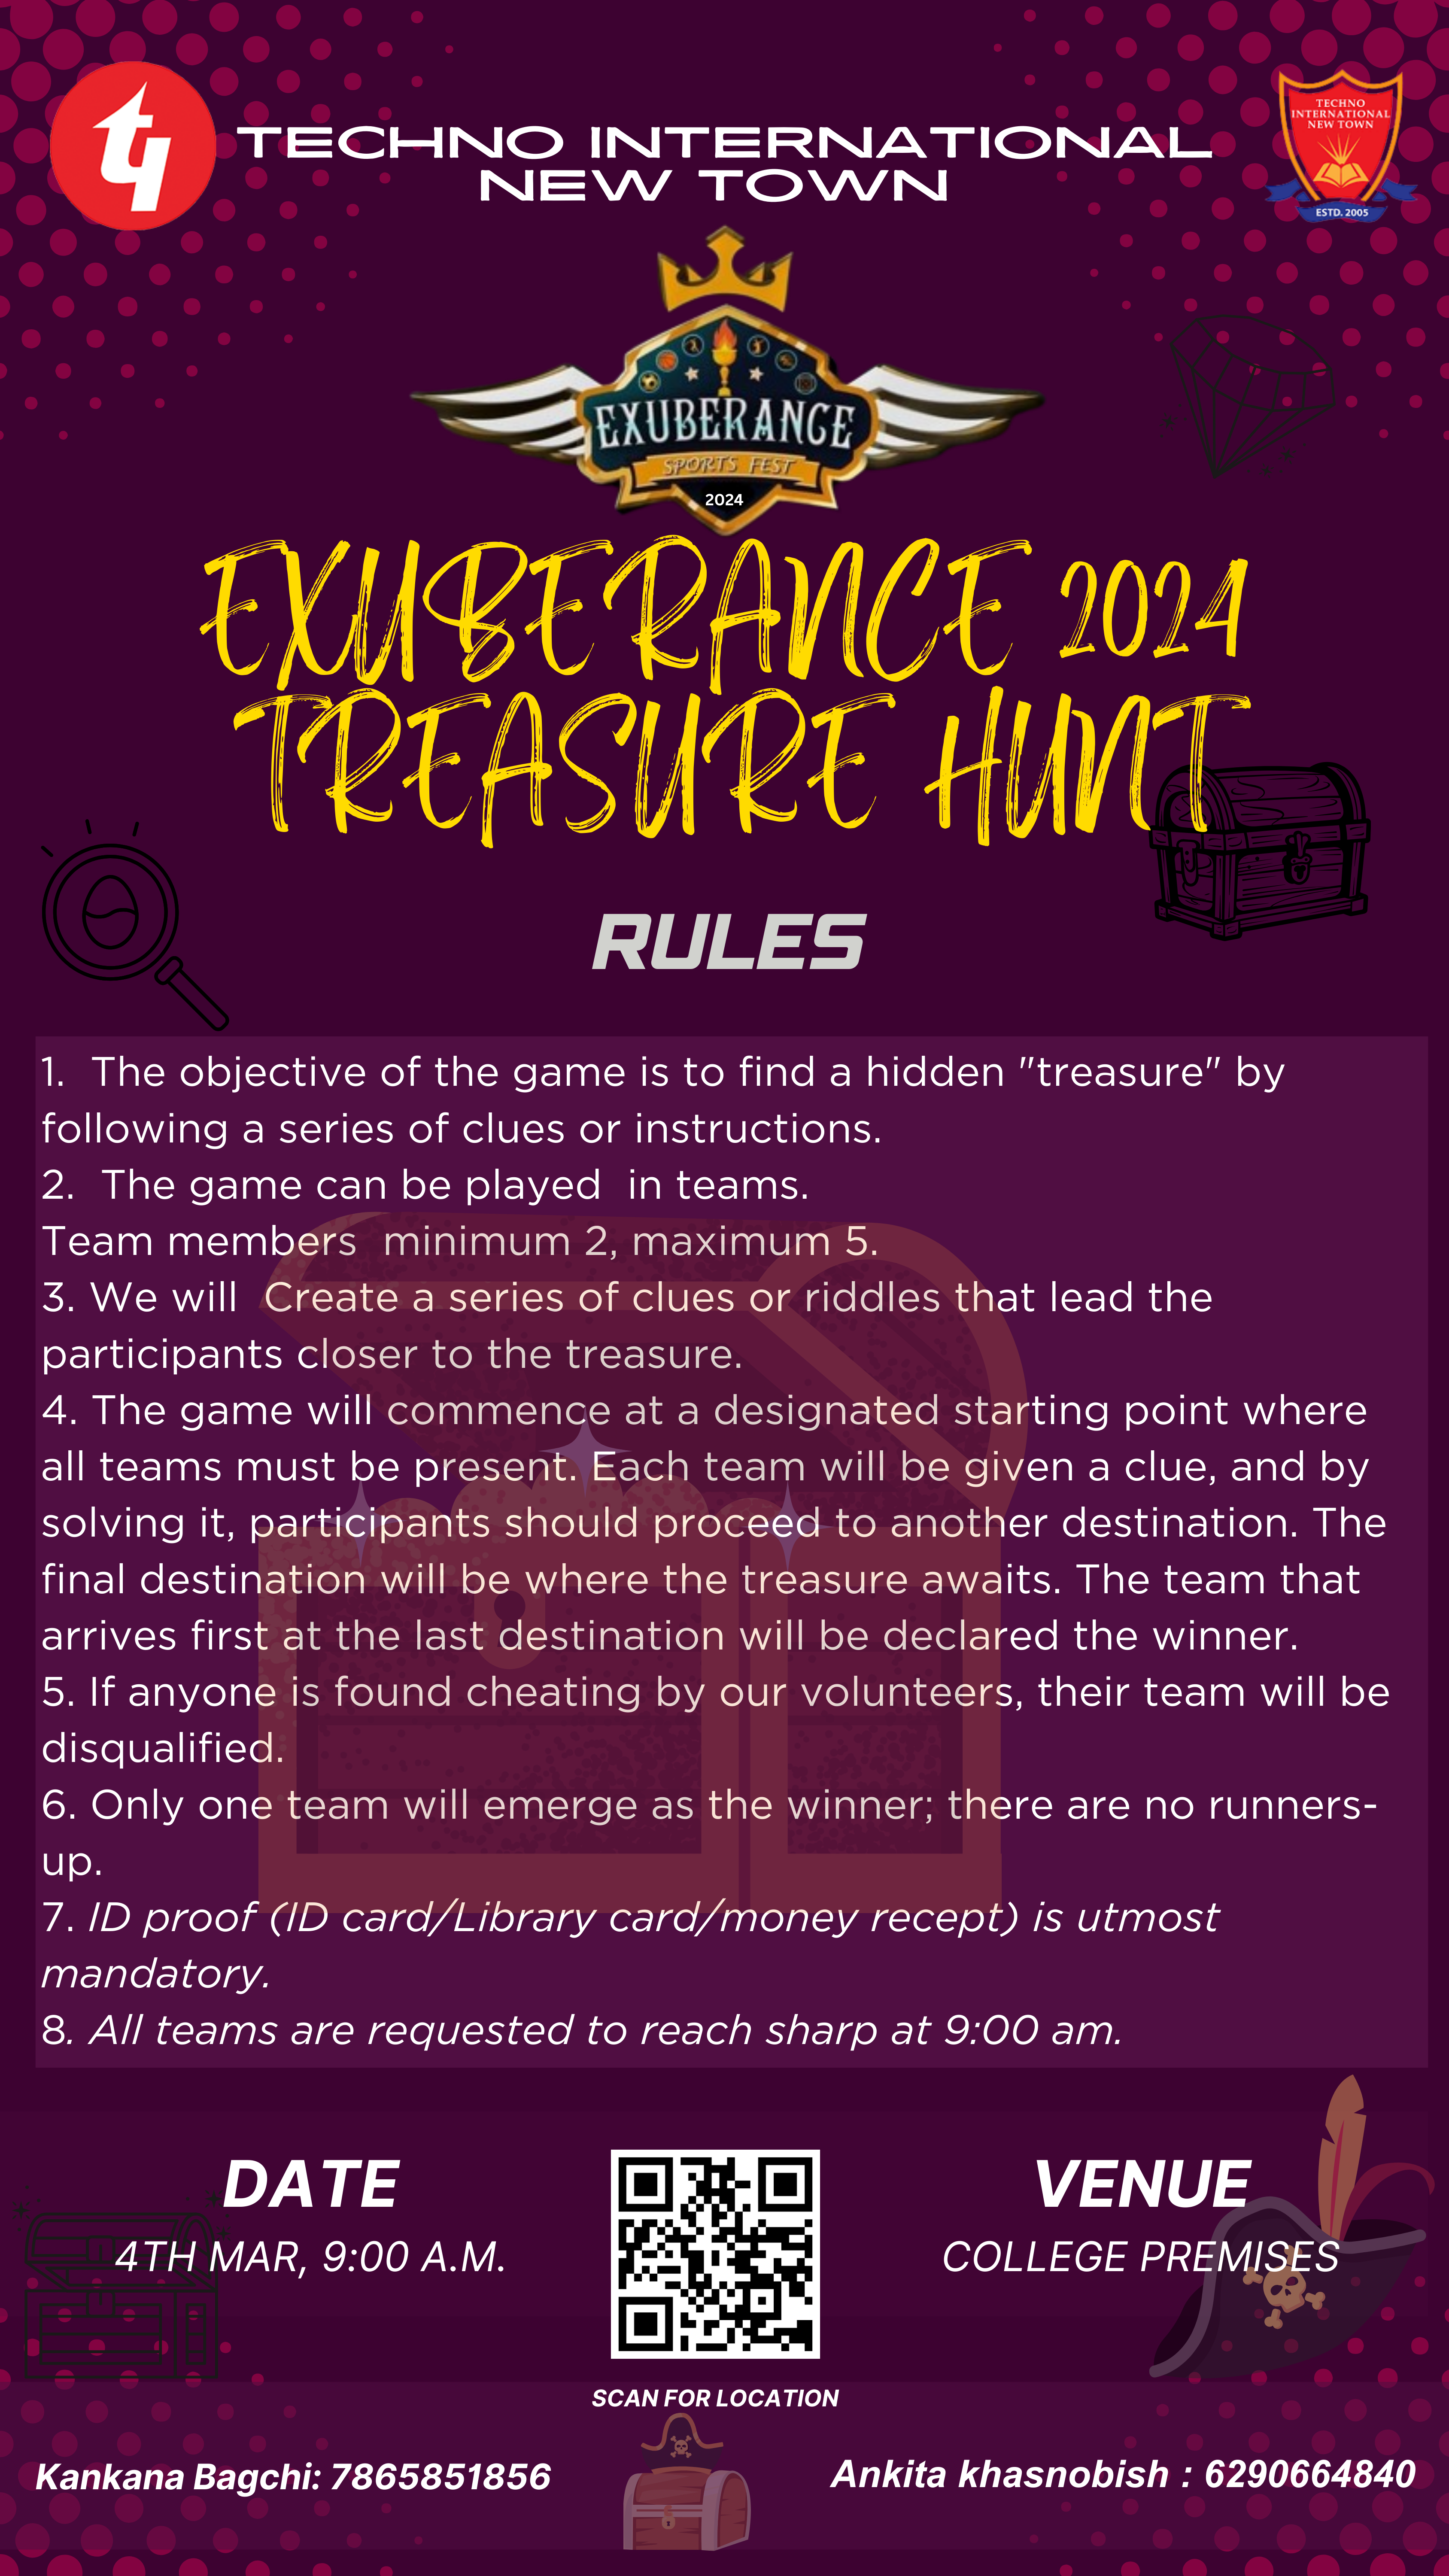 TECHNO INTERNATIONAL
NEW TOWN
TECHNO
INTERNATIONAL
NEW TOWN
ESTD. 2005
EXUBERANCE
SPORTS FEST
2024
EXUBERANCE 2024
TREASURE HUNT
RULES
1. The objective of the game is to find a hidden "treasure" by
following a series of clues or instructions.
2. The game can be played in teams.
Team members minimum 2, maximum 5.
3. We will Create a series of clues or riddles that lead the
participants closer to the treasure.
4. The game will commence at a designated starting point where
all teams must be present. Each team will be given a clue, and by
solving it, participants should proceed to another destination. The
final destination will be where the treasure awaits. The team that
arrives first at the last destination will be declared the winner.
5. If anyone is found cheating by our volunteers, their team will be
disqualified.
6. Only one team will emerge as the winner; there are no runners-
up.
7. ID proof (ID card/Library card/money recept) is utmost
mandatory.
8. All teams are requested to reach sharp at 9:00 am.
DATE
4TH MAR, 9:00 A.M.
VENUE
COLLEGE PREMISES
SCAN FOR LOCATION
Kankana Bagchi: 7865851856
Ankita khasnobish : 6290664840